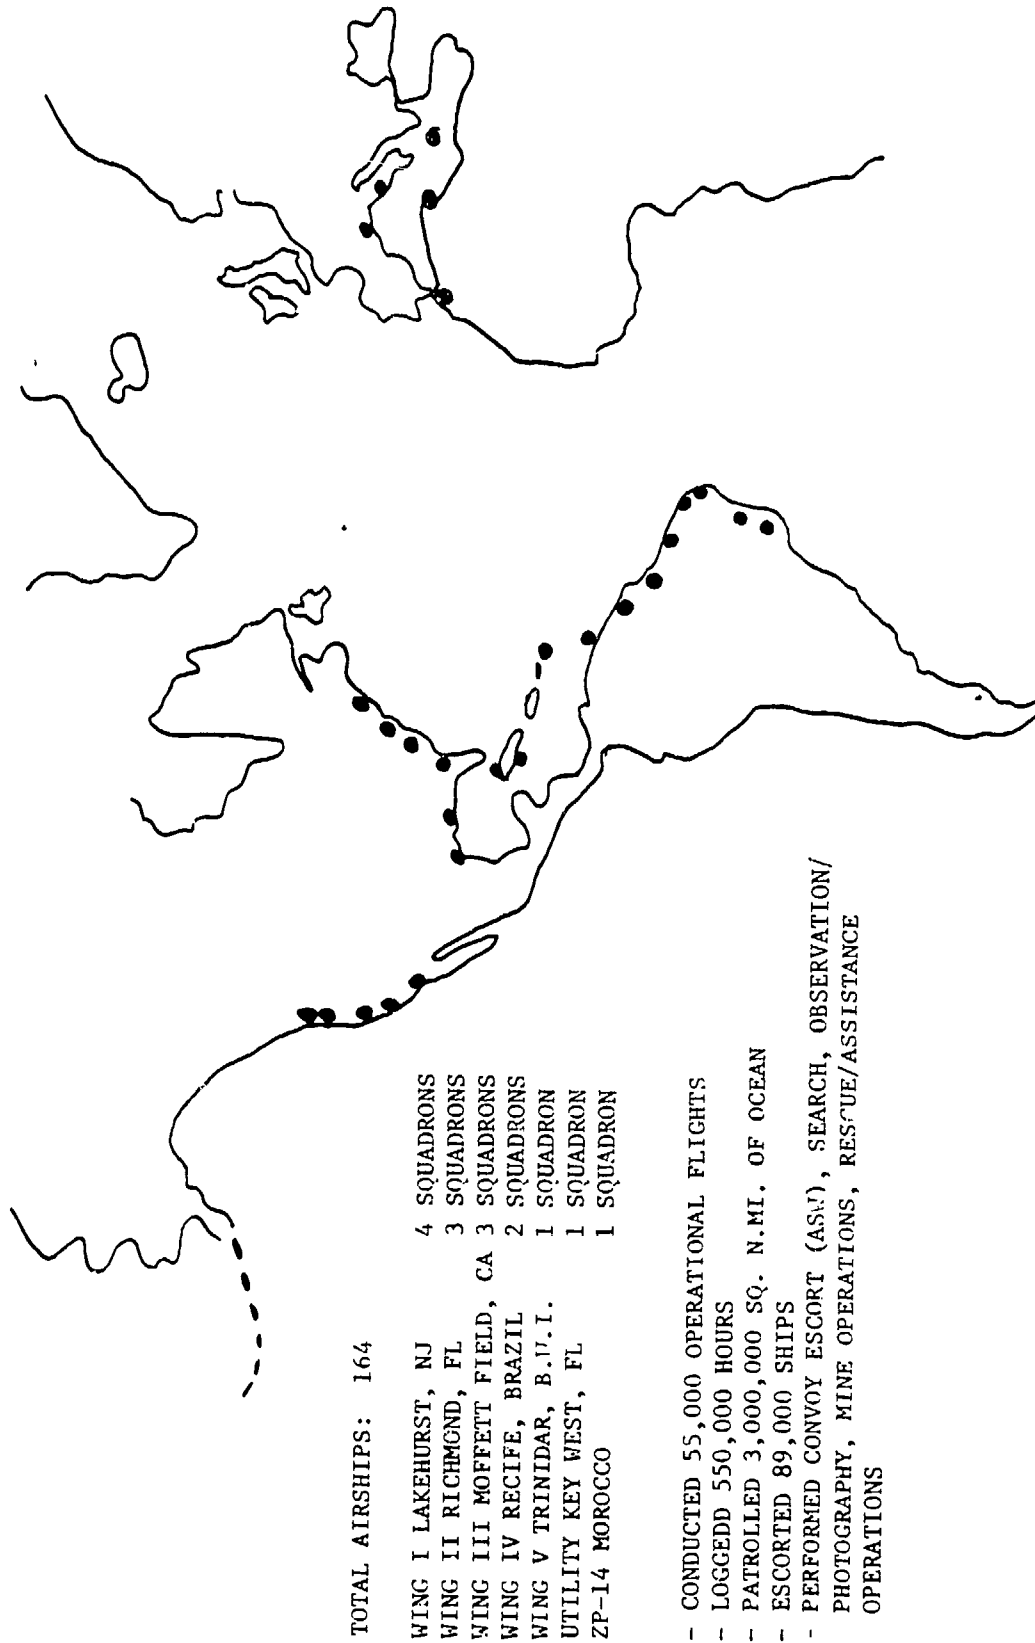 TOTAL AIRSHIPS: 164
WING I LAKEHURST, NJ 4 SQUADRONS
WING II RICHMOND, FL 3 SQUADRONS
WING III MOFFETT FIELD, CA 3 SQUADRONS
WING IV RECIFE, BRAZIL 2 SQUADRONS
WING V TRINIDAR, B.W.I. 1 SQUADRON
UTILITY KEY WEST, FL 1 SQUADRON
ZP-14 MOROCCO 1 SQUADRON
- CONDUCTED 55,000 OPERATIONAL FLIGHTS
- LOGGEDD 550,000 HOURS
- PATROLLED 3,000,000 SQ. N.MI. OF OCEAN
- ESCORTED 89,000 SHIPS
- PERFORMED CONVOY ESCORT (ASW), SEARCH, OBSERVATION/
PHOTOGRAPHY, MINE OPERATIONS, RESCUE/ASSISTANCE
OPERATIONS